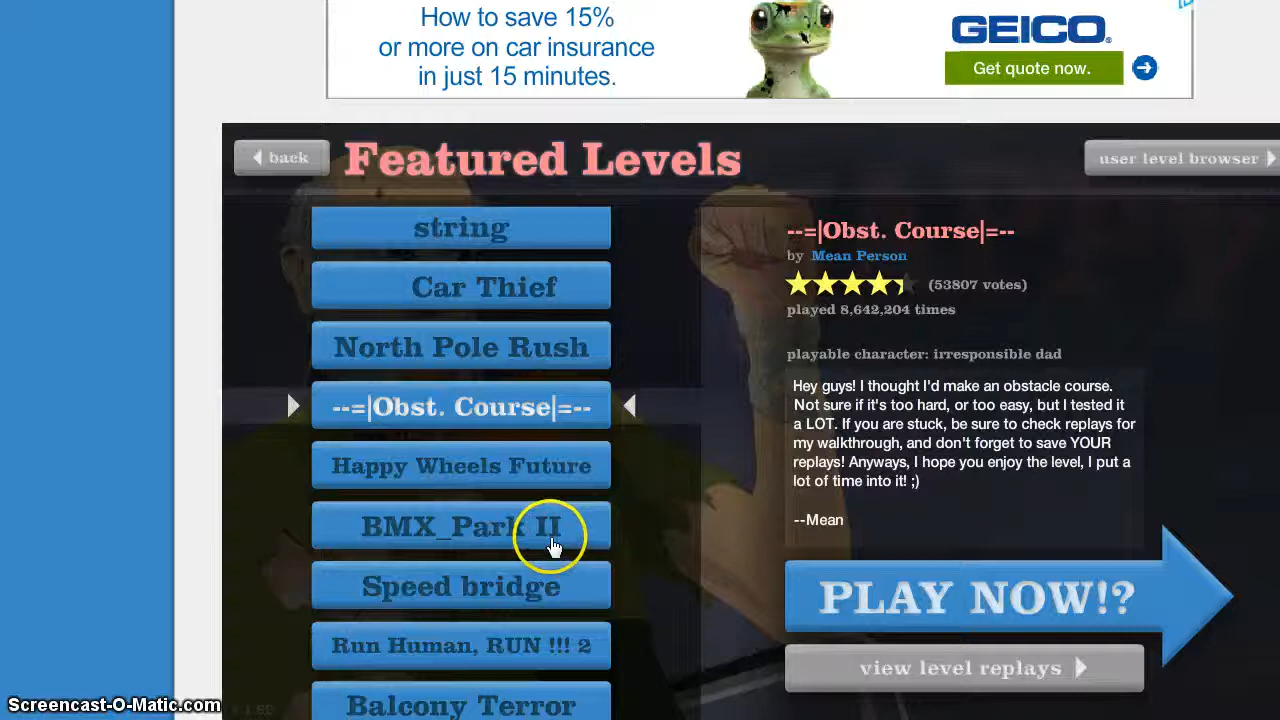 How to save 15%
or more on car insurance
in just 15 minutes.
GEICO®
Get quote now.
back
Featured Levels
user level browser
string
Car Thief
North Pole Rush
--=|Obst. Course|=--
Happy Wheels Future
BMX_Park II
Speed bridge
Run Human, RUN !!! 2
Balcony Terror
--=|Obst. Course|=--
by Mean Person
(53807 votes)
played 8,642,204 times
playable character: irresponsible dad
Hey guys! I thought I'd make an obstacle course.
Not sure if it's too hard, or too easy, but I tested it
a LOT. If you are stuck, be sure to check replays for
my walkthrough, and don't forget to save YOUR
replays! Anyways, I hope you enjoy the level, I put a
lot of time into it! ;)
--Mean
PLAY NOW!?
view level replays
Screencast-O-Matic.com